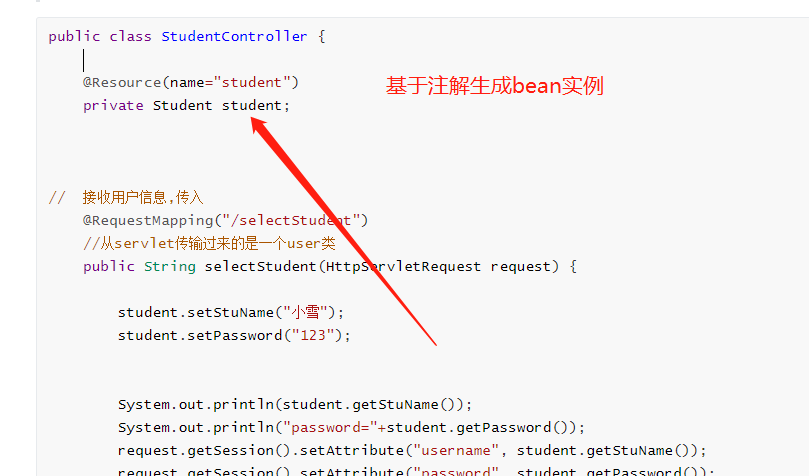 public class StudentController {
@Resource(name="student")
基于注解生成bean实例
private Student student;
// 接收用户信息,传入
@RequestMapping("/selectStudent")
//从servlet传输过来的是一个user类
public String selectStudent(HttpServletRequest request) {
student.setStuName("小雪");
student.setPassword("123");
System.out.println(student.getStuName());
System.out.println("password="+student.getPassword());
request.getSession().setAttribute("username", student.getStuName());
request.getSession().setAttribute("password", student.getPassword());